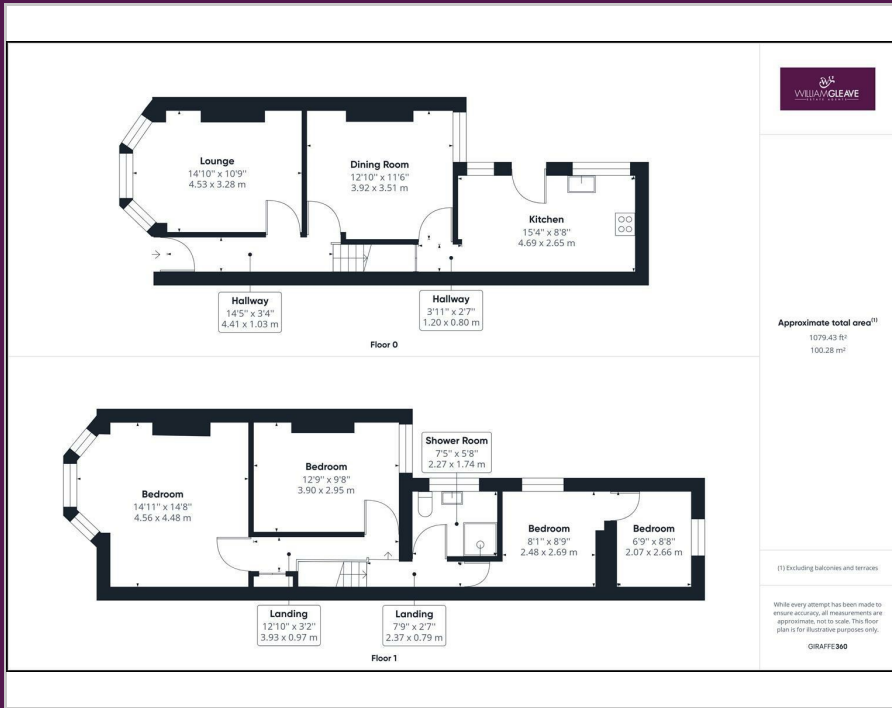 WILLIAMGLEAVE
ESTATE AGENTS
Lounge
14'10" x 10'9"
4.53 x 3.28 m
Dining Room
12'10" x 11'6"
3.92 x 3.51 m
Kitchen
15'4" x 8'8"
4.69 x 2.65 m
Hallway
14'5" x 3'4"
4.41 x 1.03 m
Hallway
3'11" x 2'7"
1.20 x 0.80 m
Floor 0
Approximate total area(1)
1079.43 ft²
100.28 m²
Shower Room
7'5" x 5'8"
2.27 x 1.74 m
Bedroom
14'11" x 14'8"
4.56 x 4.48 m
Bedroom
12'9" x 9'8"
3.90 x 2.95 m
Bedroom
8'1" x 8'9"
2.48 x 2.69 m
Bedroom
6'9" x 8'8"
2.07 x 2.66 m
Landing
12'10" x 3'2"
3.93 x 0.97 m
Landing
7'9" x 2'7"
2.37 x 0.79 m
Floor 1
(1) Excluding balconies and terraces
While every attempt has been made to
ensure accuracy, all measurements are
approximate, not to scale. This floor
plan is for illustrative purposes only.
GIRAFFE360